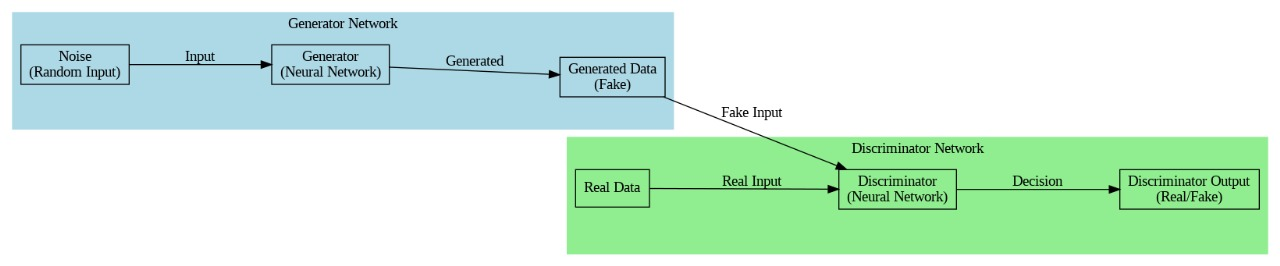 Generator Network
Noise
(Random Input)
Input
Generator
(Neural Network)
Generated
Generated Data
(Fake)
Fake Input
Discriminator Network
Real Data
Real Input
Discriminator
(Neural Network)
Decision
Discriminator Output
(Real/Fake)